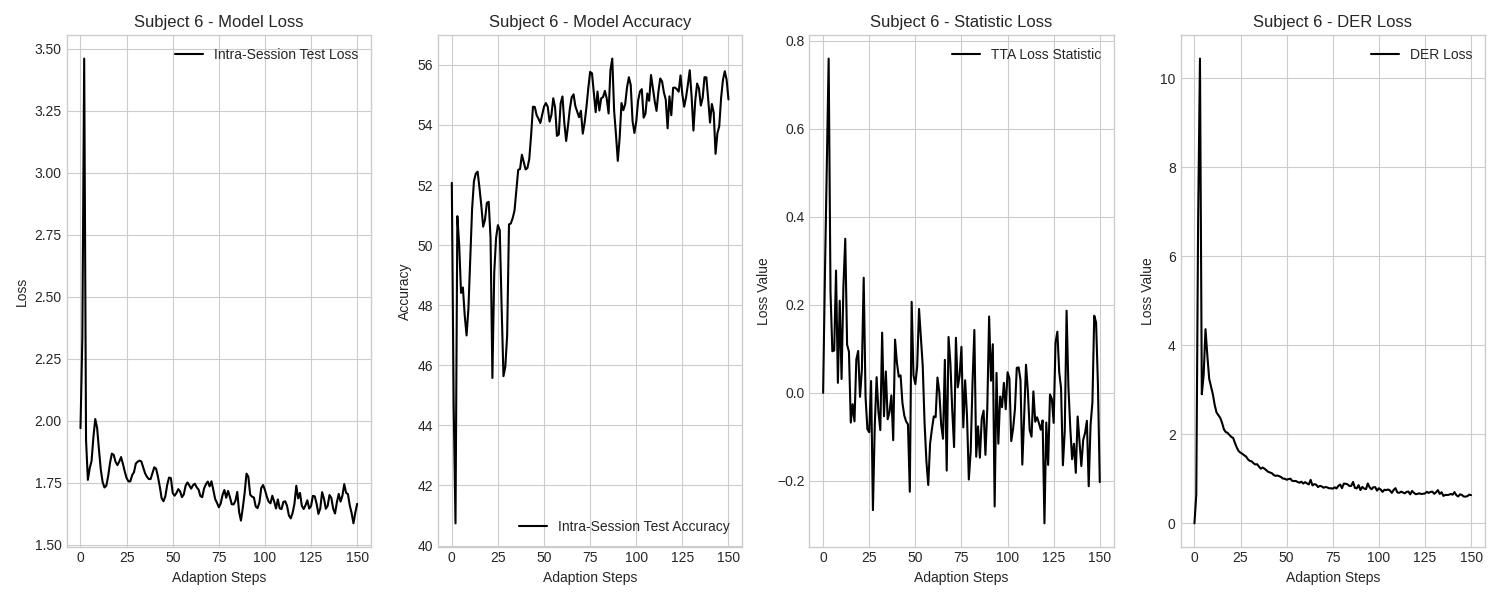 Subject 6 - Model Loss
Intra-Session Test Loss
3.50
3.25
3.00
2.75
2.50
2.25
2.00
1.75
1.50
Loss
0 25 50 75 100 125 150
Adaption Steps
Subject 6 - Model Accuracy
56
54
52
50
48
46
44
42
40
Accuracy
Intra-Session Test Accuracy
0 25 50 75 100 125 150
Adaption Steps
Subject 6 - Statistic Loss
TTA Loss Statistic
0.8
0.6
0.4
0.2
0.0
−0.2
Loss Value
0 25 50 75 100 125 150
Adaption Steps
Subject 6 - DER Loss
DER Loss
10
8
6
4
2
0
Loss Value
0 25 50 75 100 125 150
Adaption Steps